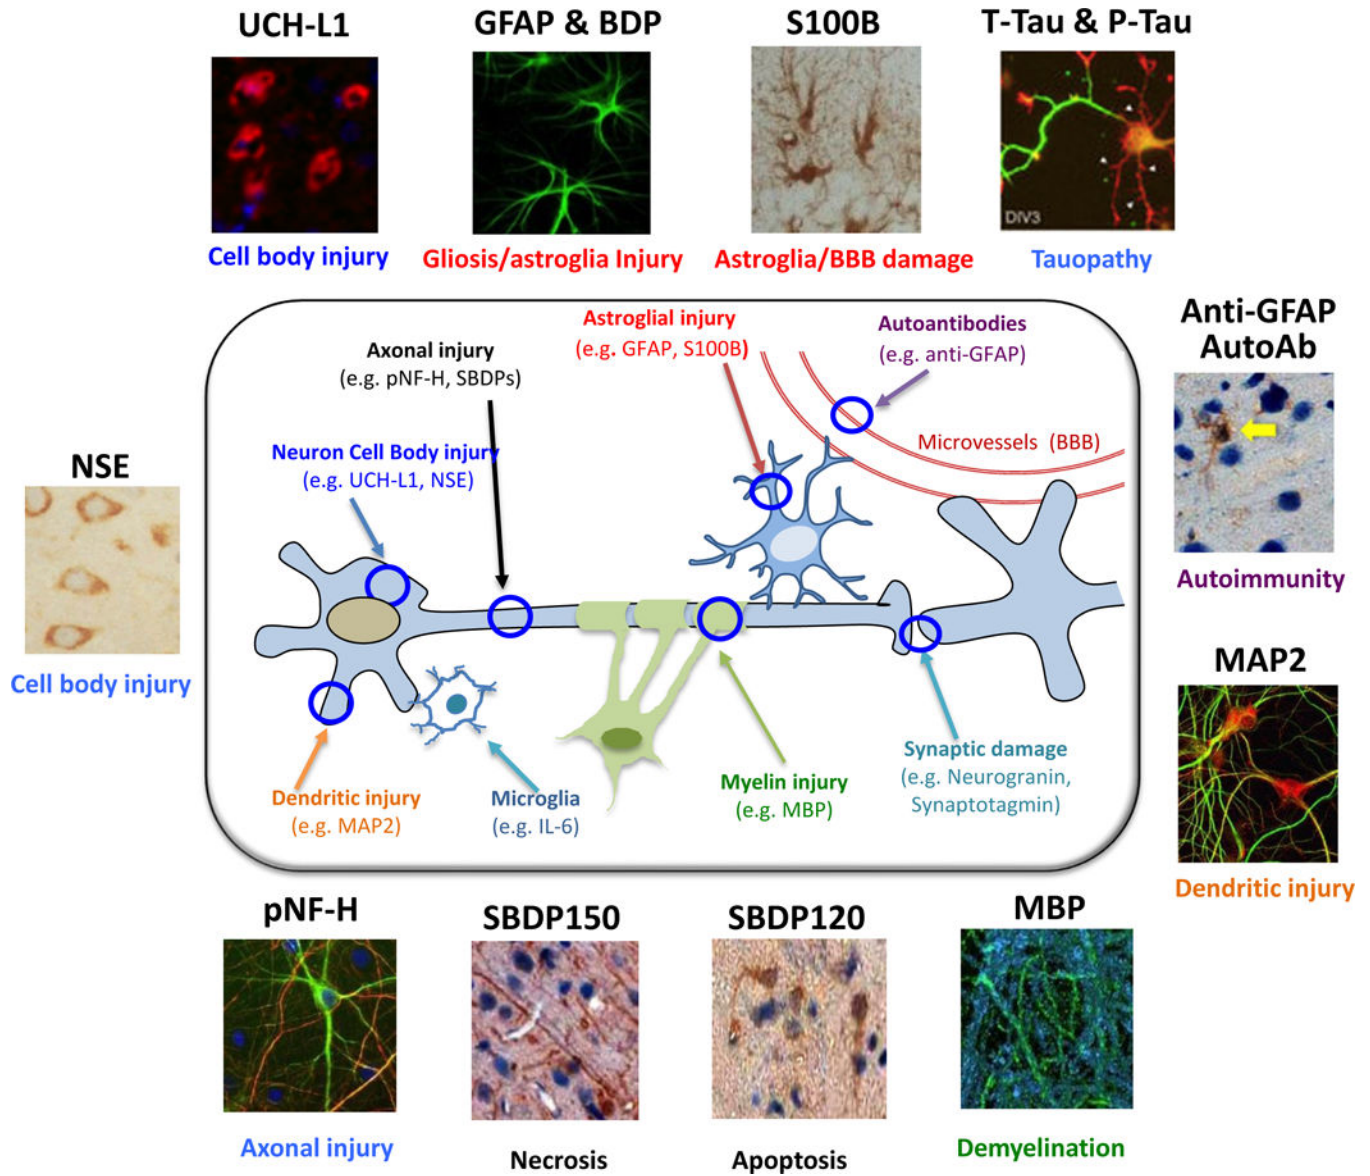 UCH-L1
GFAP & BDP
S100B
T-Tau & P-Tau
DIV3
Cell body injury
Gliosis/astroglia Injury
Astroglia/BBB damage
Tauopathy
Anti-GFAP
AutoAb
Autoimmunity
NSE
Cell body injury
Axonal injury
(e.g. pNF-H, SBDPs)
Astroglial injury
(e.g. GFAP, S100B)
Autoantibodies
(e.g. anti-GFAP)
Microvessels (BBB)
Neuron Cell Body injury
(e.g. UCH-L1, NSE)
Dendritic injury
(e.g. MAP2)
Microglia
(e.g. IL-6)
Myelin injury
(e.g. MBP)
Synaptic damage
(e.g. Neurogranin,
Synaptotagmin)
MAP2
Dendritic injury
pNF-H
SBDP150
SBDP120
MBP
Axonal injury
Necrosis
Apoptosis
Demyelination